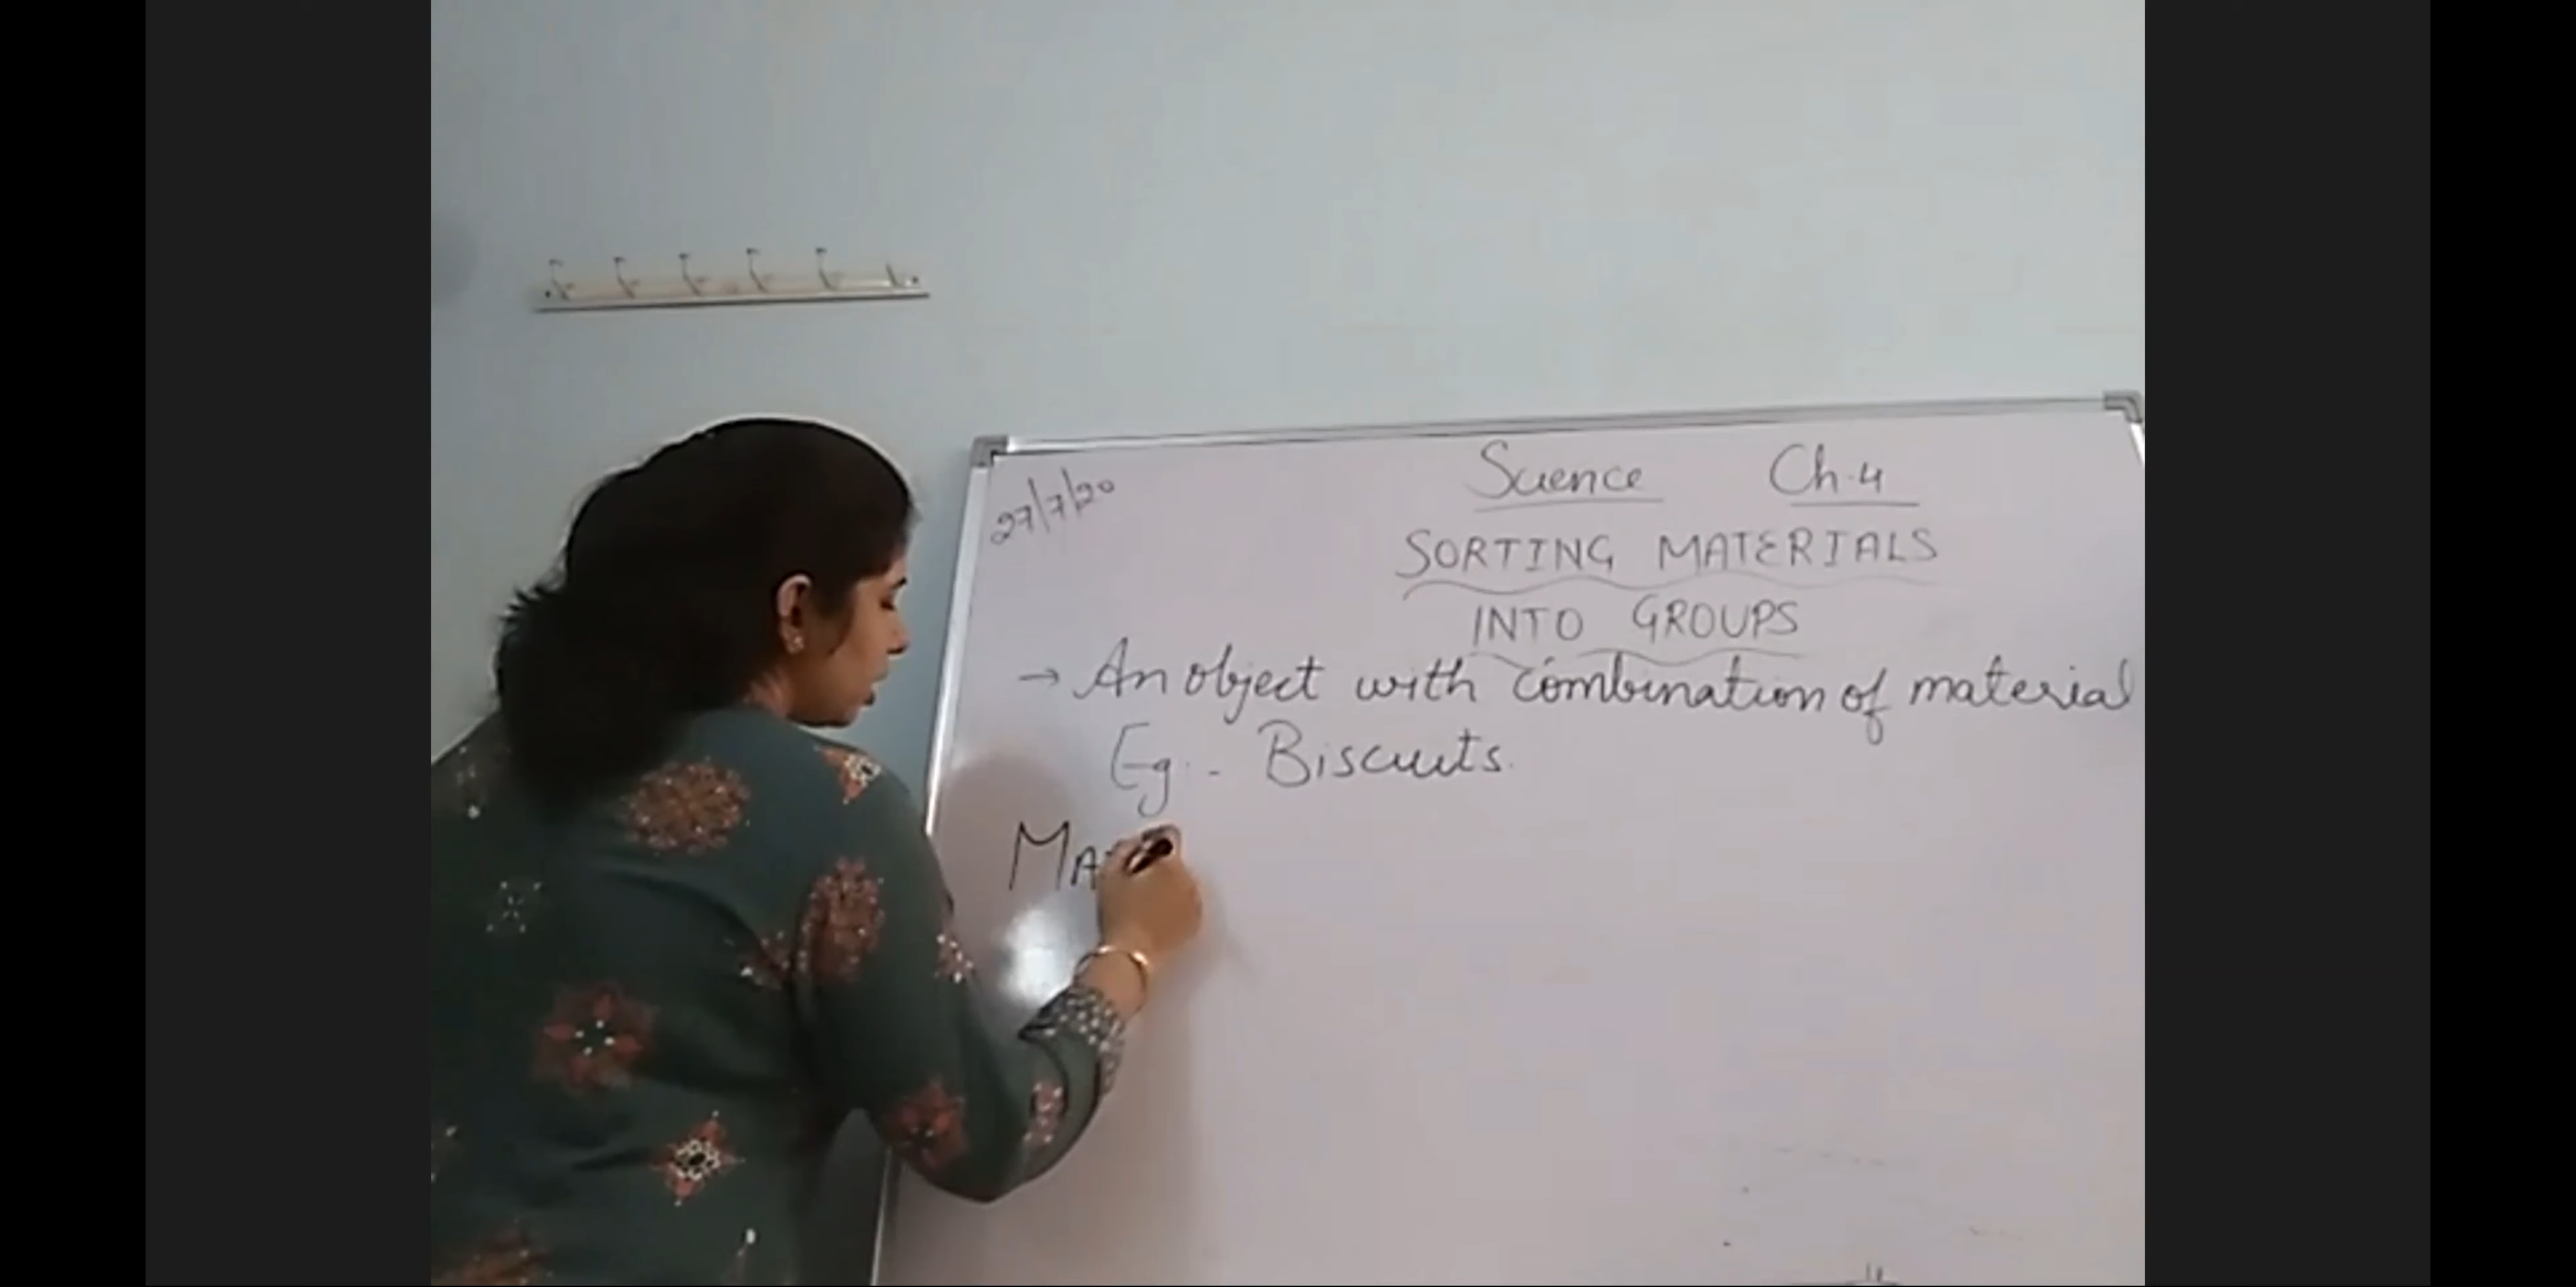 27/7/20
Science Ch.4
SORTING MATERIALS
INTO GROUPS
→ An object with combination of material
Eg. - Biscuits.